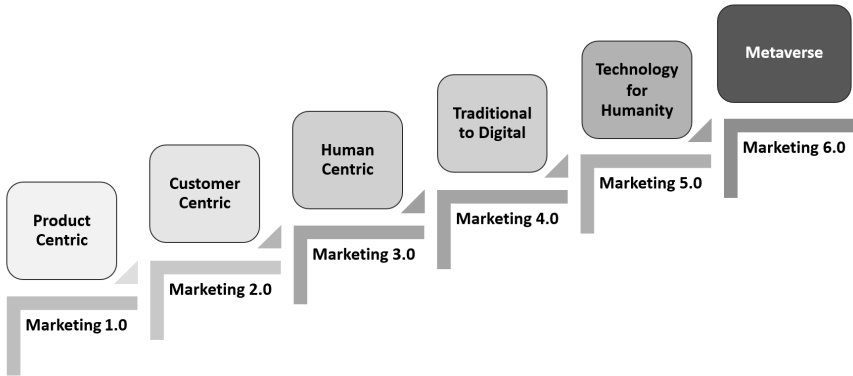 Product
Centric
Marketing 1.0
Customer
Centric
Marketing 2.0
Human
Centric
Marketing 3.0
Traditional
to Digital
Marketing 4.0
Technology
for
Humanity
Marketing 5.0
Metaverse
Marketing 6.0